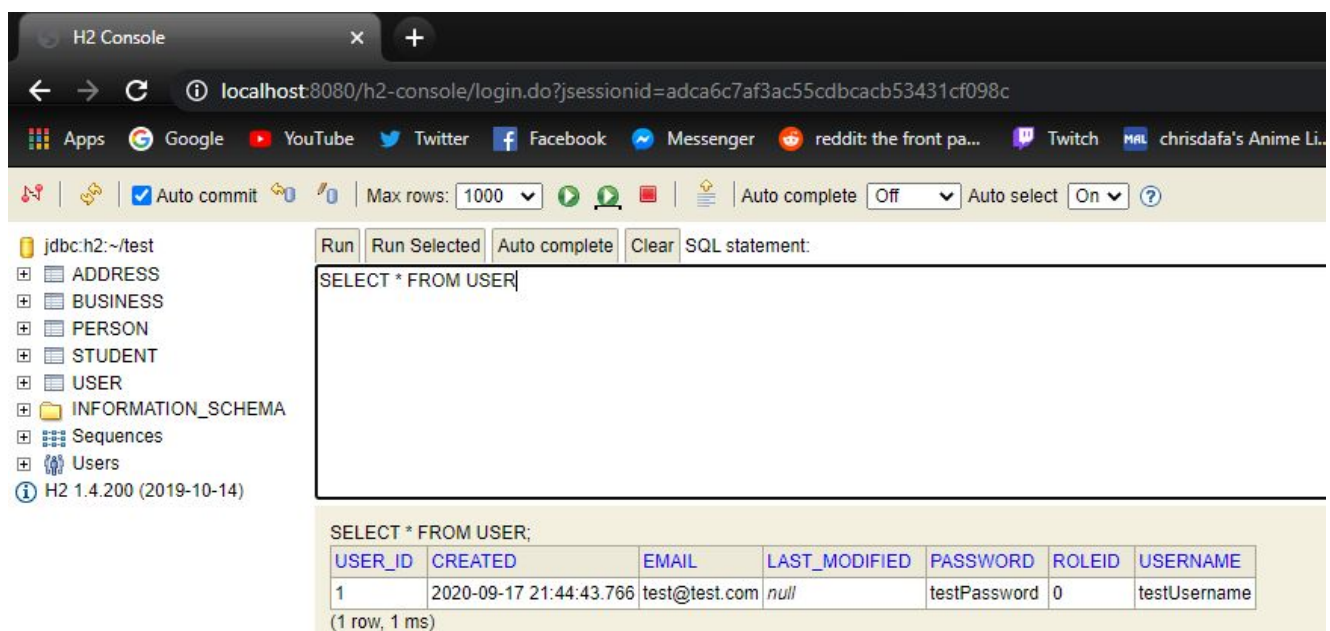 H2 Console
localhost:8080/h2-console/login.do?jsessionid=adca6c7af3ac55cdbcacb53431cf098c
Apps Google YouTube Twitter Facebook Messenger reddit: the front pa... Twitch MAL chrisdafa's Anime Li...
Auto commit Max rows: 1000 Auto complete Off Auto select On
jdbc:h2:~/test
ADDRESS
BUSINESS
PERSON
STUDENT
USER
INFORMATION_SCHEMA
Sequences
Users
H2 1.4.200 (2019-10-14)
Run Run Selected Auto complete Clear SQL statement:
SELECT * FROM USER
SELECT * FROM USER;
USER_ID CREATED EMAIL LAST_MODIFIED PASSWORD ROLEID USERNAME
1 2020-09-17 21:44:43.766 test@test.com null testPassword 0 testUsername
(1 row, 1 ms)